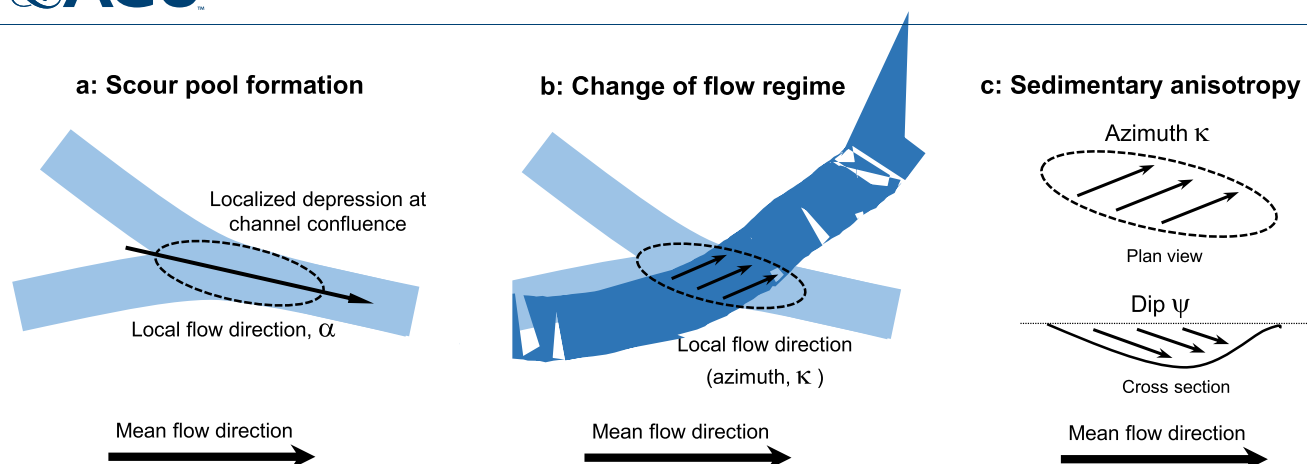 ™
a: Scour pool formation
Localized depression at
channel confluence
Local flow direction, α
Mean flow direction
b: Change of flow regime
Local flow direction
(azimuth, κ )
Mean flow direction
c: Sedimentary anisotropy
Azimuth κ
Plan view
Dip ψ
Cross section
Mean flow direction